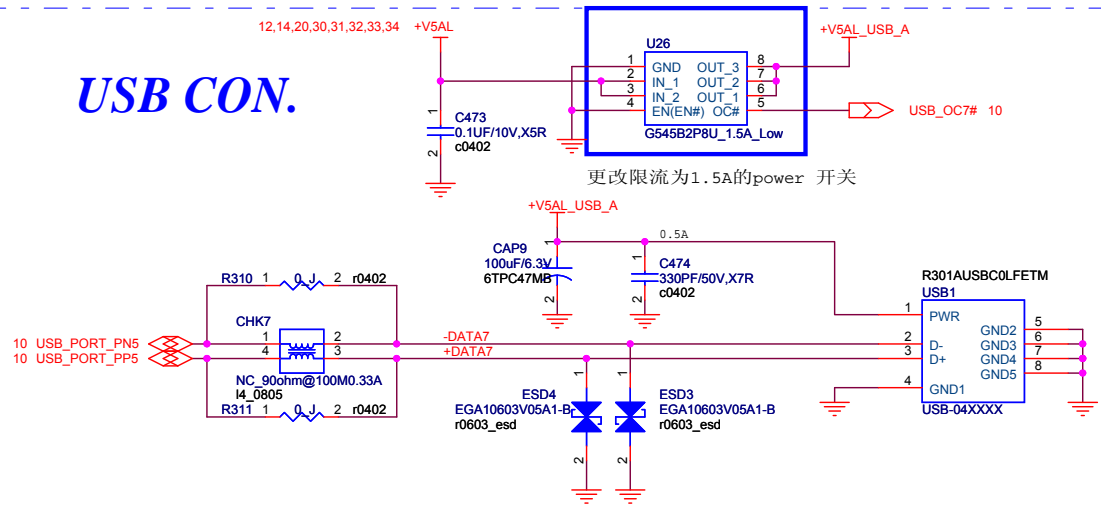 12,14,20,30,31,32,33,34 +V5AL
+V5AL_USB_A
USB CON.
U26
1 GND OUT_3 8
2 IN_1 OUT_2 7
3 IN_2 OUT_1 6
4 EN(EN#) OC# 5
USB_OC7# 10
G545B2P8U_1.5A_Low
1
C473
0.1UF/10V,X5R
2 c0402
更改限流为1.5A的power 开关
+V5AL_USB_A
0.5A
CAP9
100uF/6.3V
6TPC47MB
1
2
1
C474
330PF/50V,X7R
c0402
2
R301AUSBC0LFETM
USB1
1 PWR
2 D-
3 D+
4 GND1
GND2 5
GND3 6
GND4 7
GND5 8
USB-04XXXX
R310 1 0_J 2 r0402
CHK7
1 2
4 3
10 USB_PORT_PN5
10 USB_PORT_PP5
-DATA7
+DATA7
NC_90ohm@100M0.33A
l4_0805
R311 1 0_J 2 r0402
1
ESD4
EGA10603V05A1-B
r0603_esd
2
1
ESD3
EGA10603V05A1-B
r0603_esd
2